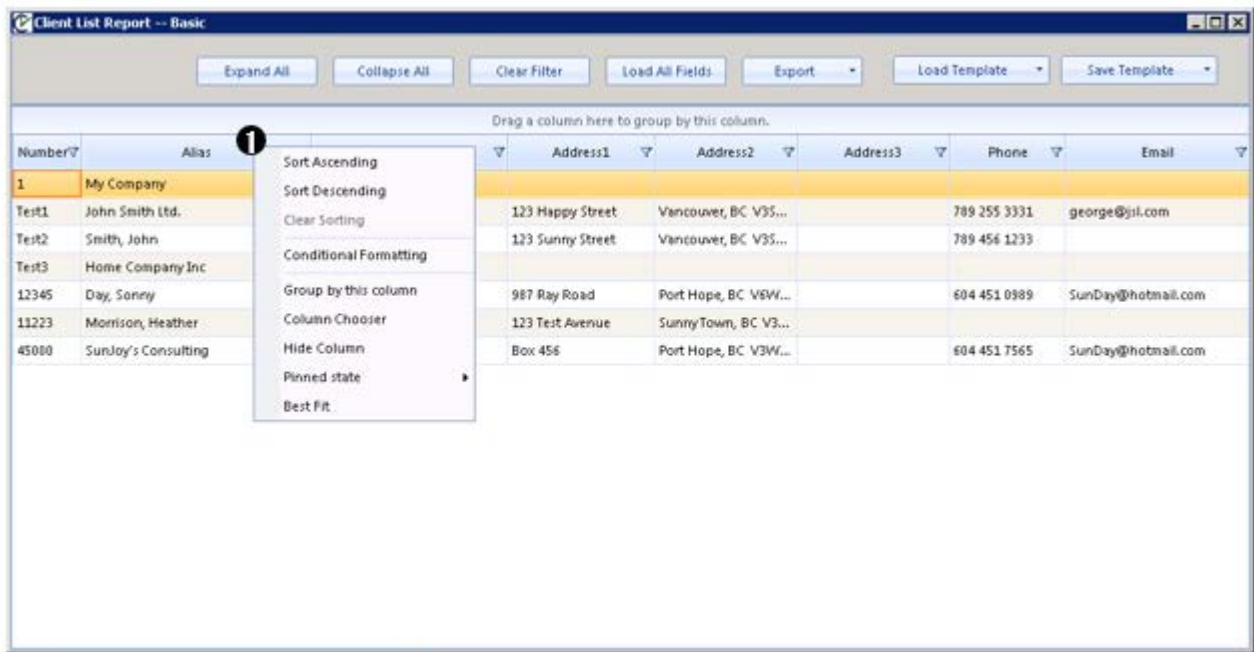 Client List Report -- Basic
Expand All Collapse All Clear Filter Load All Fields Export Load Template Save Template
Drag a column here to group by this column.
Number Alias Address1 Address2 Address3 Phone Email
1
Sort Ascending
Sort Descending
Clear Sorting
Conditional Formatting
Group by this column
Column Chooser
Hide Column
Pinned state
Best Fit
1 My Company
Test1 John Smith Ltd. 123 Happy Street Vancouver, BC V3S... 789 255 3331 george@jsl.com
Test2 Smith, John 123 Sunny Street Vancouver, BC V3S... 789 456 1233
Test3 Home Company Inc
12345 Day, Sonny 987 Ray Road Port Hope, BC V6W... 604 451 0989 SunDay@hotmail.com
11223 Morrison, Heather 123 Test Avenue SunnyTown, BC V3...
45080 SunJoy's Consulting Box 456 Port Hope, BC V3W... 604 451 7565 SunDay@hotmail.com